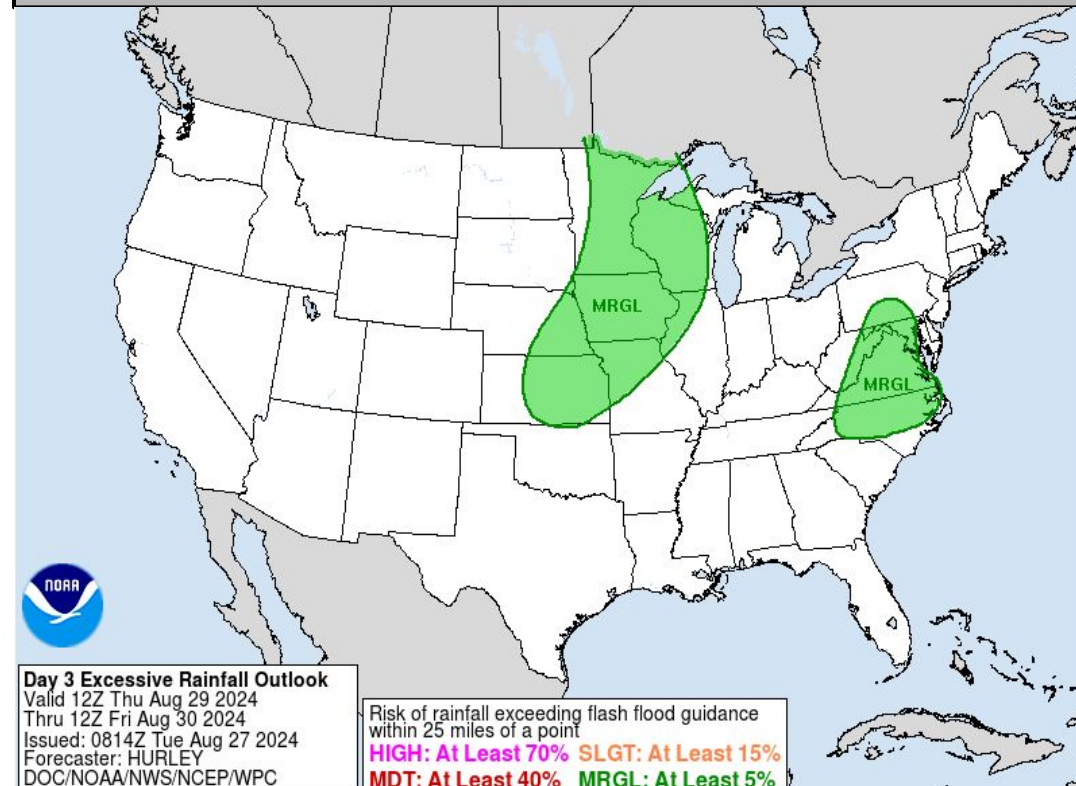 MRGL
MRGL
NOAA
Day 3 Excessive Rainfall Outlook
Valid 12Z Thu Aug 29 2024
Thru 12Z Fri Aug 30 2024
Issued: 0814Z Tue Aug 27 2024
Forecaster: HURLEY
DOC/NOAA/NWS/NCEP/WPC
Risk of rainfall exceeding flash flood guidance
within 25 miles of a point
HIGH: At Least 70% SLGT: At Least 15%
MDT: At Least 40% MRGL: At Least 5%